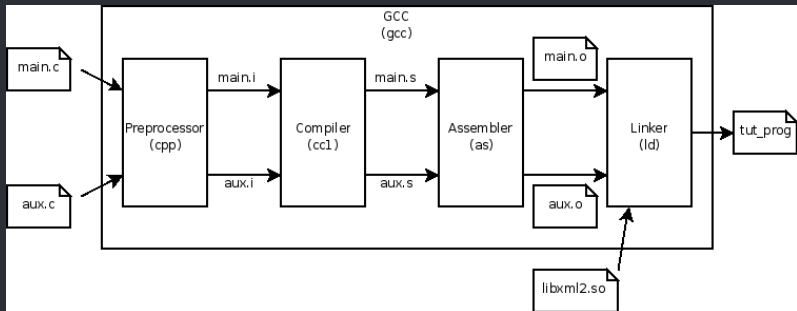 GCC
(gcc)
main.c
main.i
main.s
main.o
Preprocessor
(cpp)
Compiler
(cc1)
Assembler
(as)
Linker
(ld)
tut_prog
aux.c
aux.i
aux.s
aux.o
libxml2.so